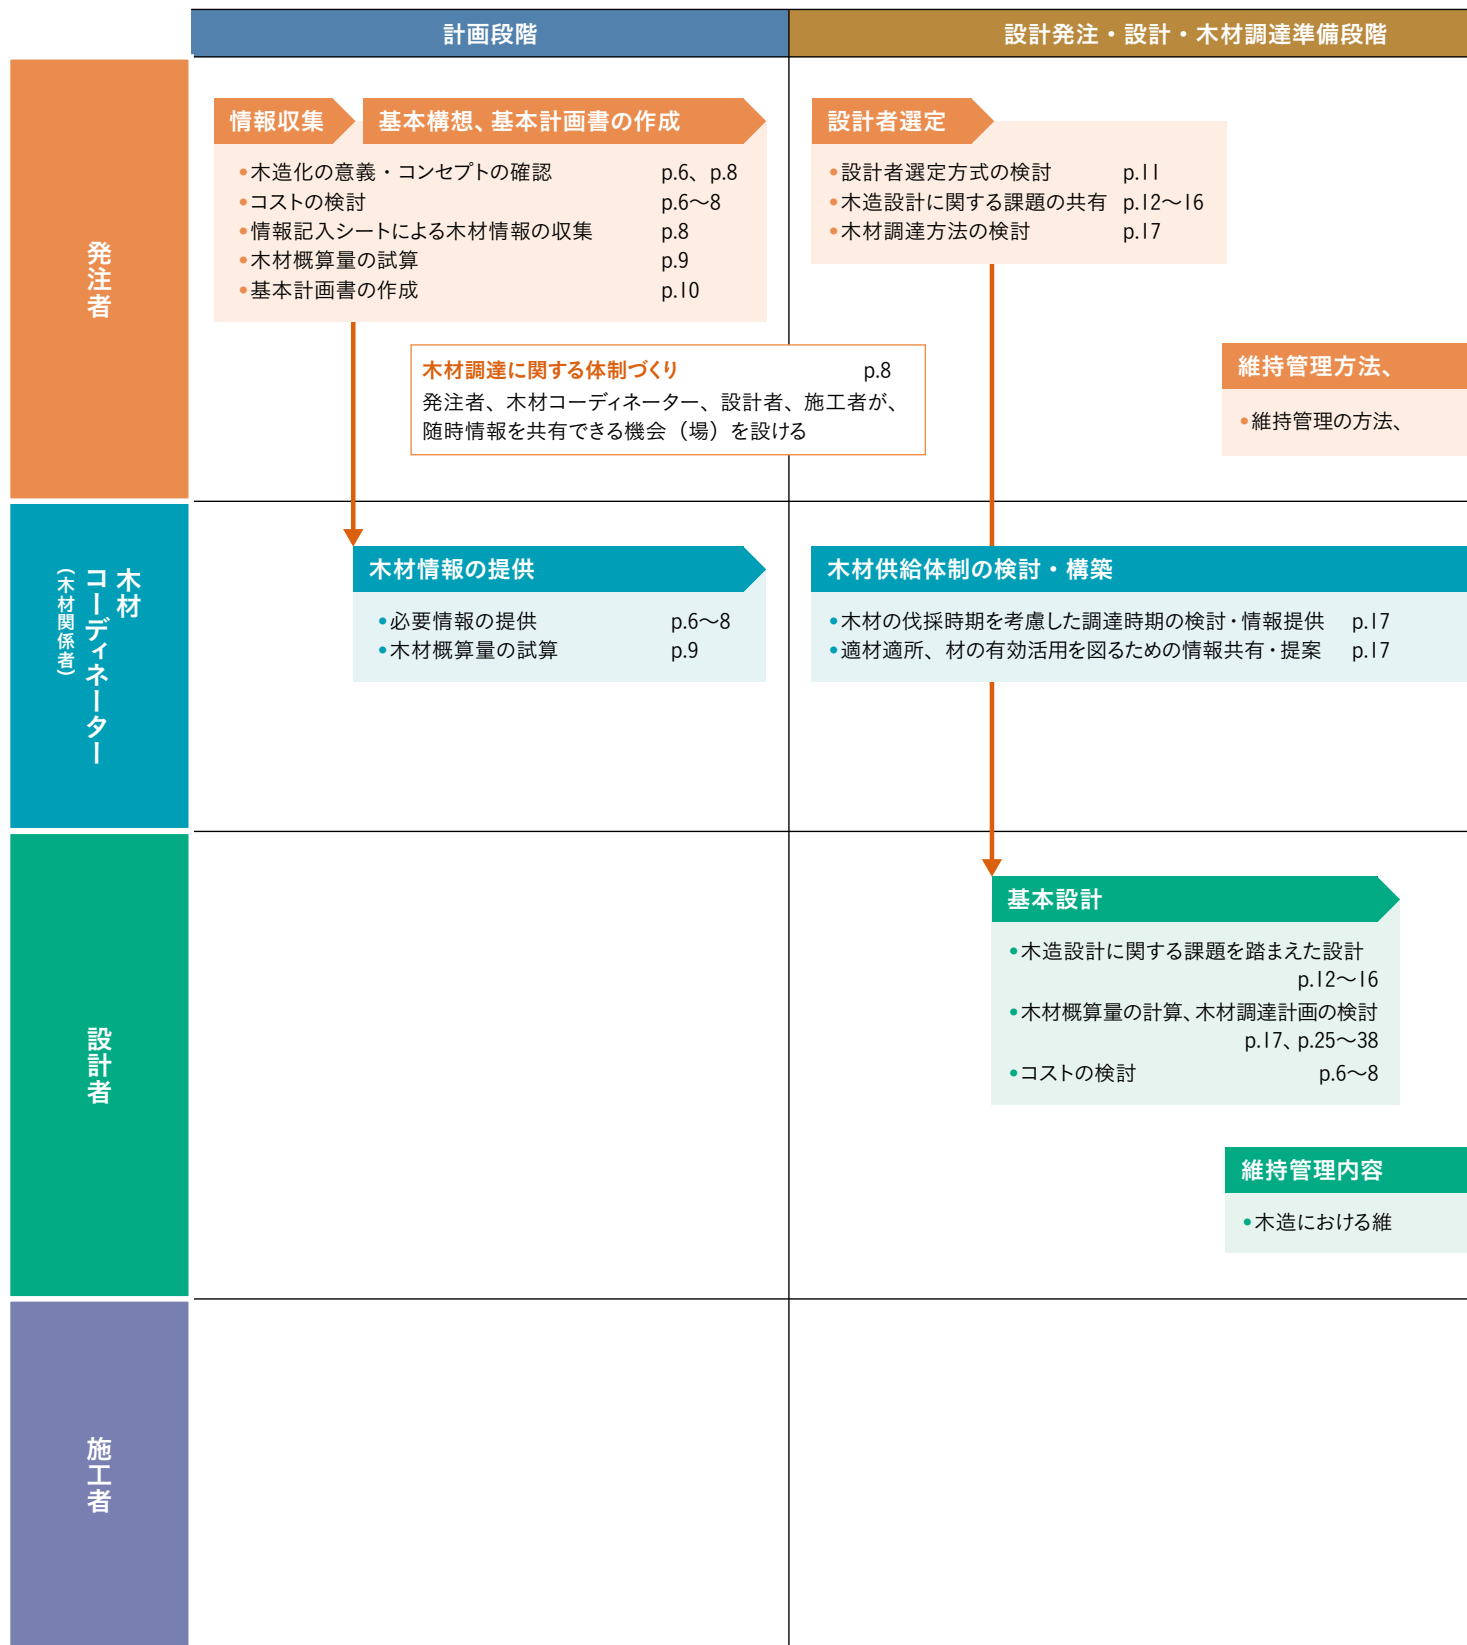 計画段階
設計発注・設計・木材調達準備段階
発注者
情報収集
基本構想、基本計画書の作成
•木造化の意義・コンセプトの確認 p.6、p.8
•コストの検討 p.6〜8
•情報記入シートによる木材情報の収集 p.8
•木材概算量の試算 p.9
•基本計画書の作成 p.10
設計者選定
•設計者選定方式の検討 p.11
•木造設計に関する課題の共有 p.12〜16
•木材調達方法の検討 p.17
木材調達に関する体制づくり p.8
発注者、木材コーディネーター、設計者、施工者が、
随時情報を共有できる機会（場）を設ける
維持管理方法、
•維持管理の方法、
木材
コーディネーター
（木材関係者）
木材情報の提供
•必要情報の提供 p.6〜8
•木材概算量の試算 p.9
木材供給体制の検討・構築
•木材の伐採時期を考慮した調達時期の検討・情報提供 p.17
•適材適所、材の有効活用を図るための情報共有・提案 p.17
設計者
基本設計
•木造設計に関する課題を踏まえた設計
p.12〜16
•木材概算量の計算、木材調達計画の検討
p.17、p.25〜38
•コストの検討 p.6〜8
維持管理内容
•木造における維
施工者